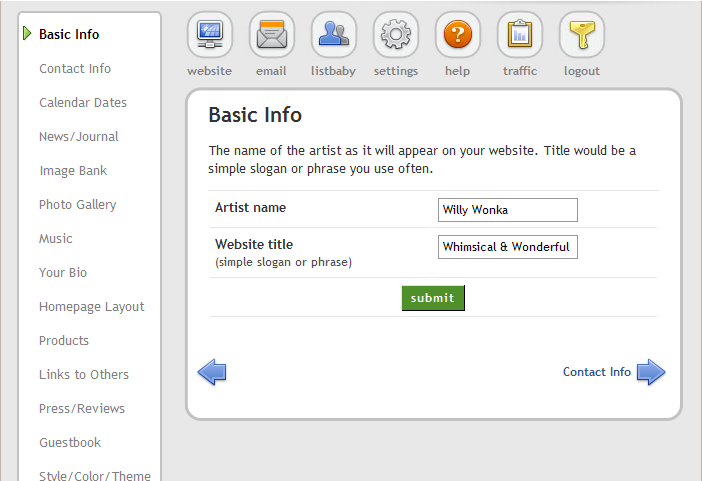 Basic Info
Contact Info
Calendar Dates
News/Journal
Image Bank
Photo Gallery
Music
Your Bio
Homepage Layout
Products
Links to Others
Press/Reviews
Guestbook
Style/Color/Theme
website email listbaby settings help traffic logout
Basic Info
The name of the artist as it will appear on your website. Title would be a
simple slogan or phrase you use often.
Artist name Willy Wonka
Website title Whimsical & Wonderful
(simple slogan or phrase)
submit
Contact Info